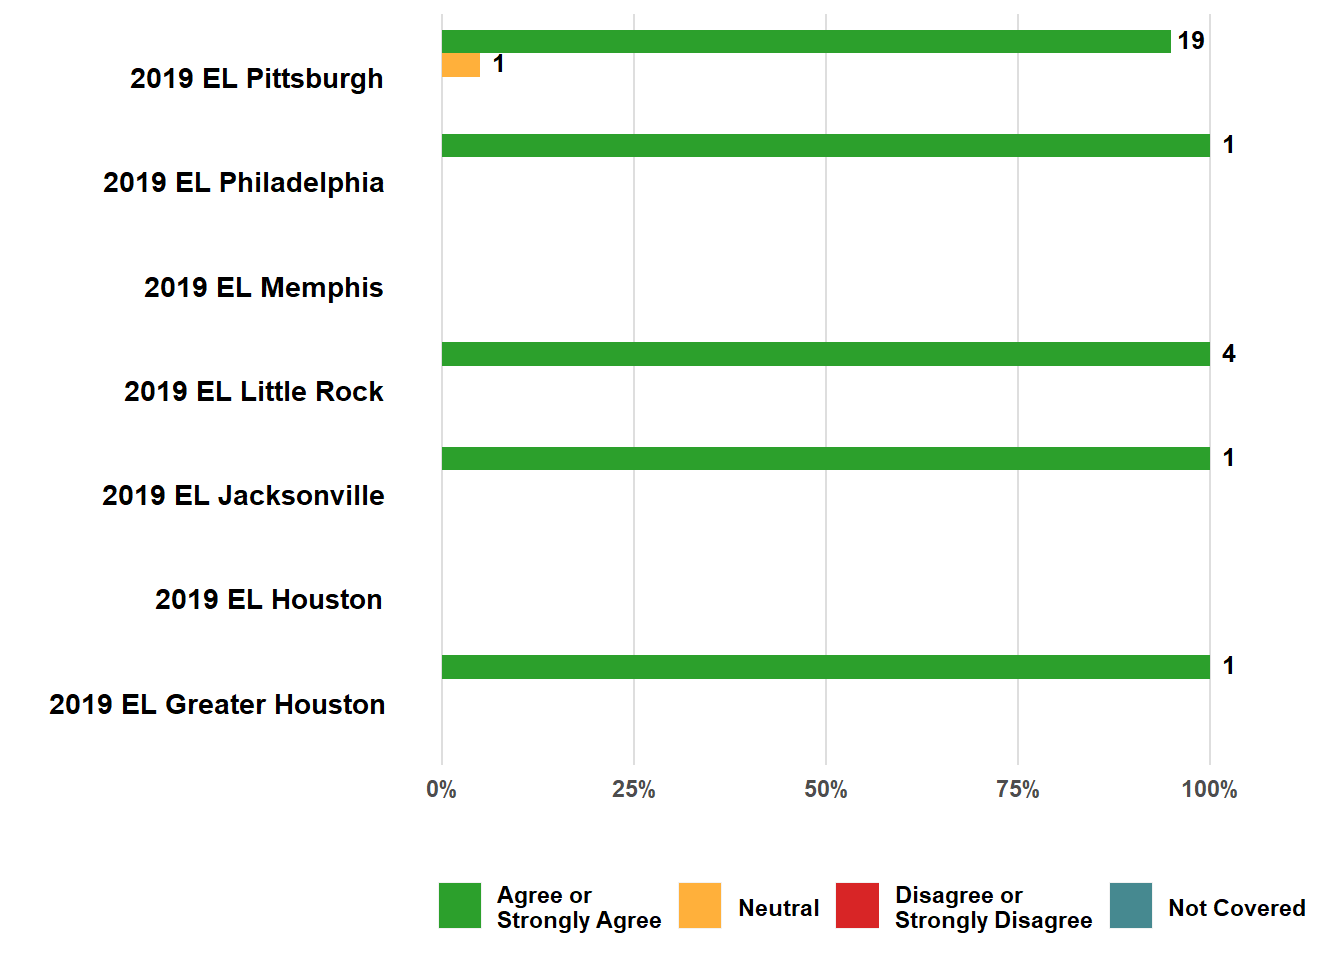 19
1
2019 EL Pittsburgh
1
2019 EL Philadelphia
2019 EL Memphis
4
2019 EL Little Rock
1
2019 EL Jacksonville
2019 EL Houston
1
2019 EL Greater Houston
0% 25% 50% 75% 100%
Agree or
Strongly Agree
Neutral
Disagree or
Strongly Disagree
Not Covered